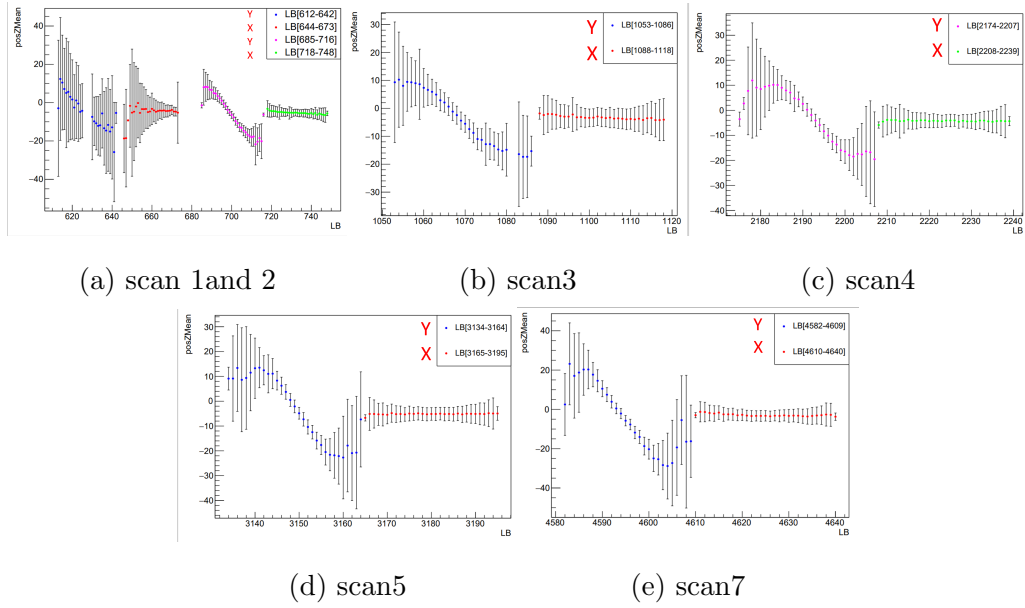 posZMean
40
20
0
−20
−40
620
640
660
680
700
720
740
LB
Y
X
Y
X
LB[612-642]
LB[644-673]
LB[685-716]
LB[718-748]
(a) scan 1and 2
posZMean
30
20
10
0
−10
−20
−30
1050
1060
1070
1080
1090
1100
1110
1120
LB
Y
X
LB[1053-1086]
LB[1088-1118]
(b) scan3
posZMean
30
20
10
0
−10
−20
−30
−40
2180
2190
2200
2210
2220
2230
2240
LB
Y
X
LB[2174-2207]
LB[2208-2239]
(c) scan4
posZMean
30
20
10
0
−10
−20
−30
−40
3140
3150
3160
3170
3180
3190
LB
Y
X
LB[3134-3164]
LB[3165-3195]
(d) scan5
posZMean
40
20
0
−20
−40
4580
4590
4600
4610
4620
4630
4640
LB
Y
X
LB[4582-4609]
LB[4610-4640]
(e) scan7